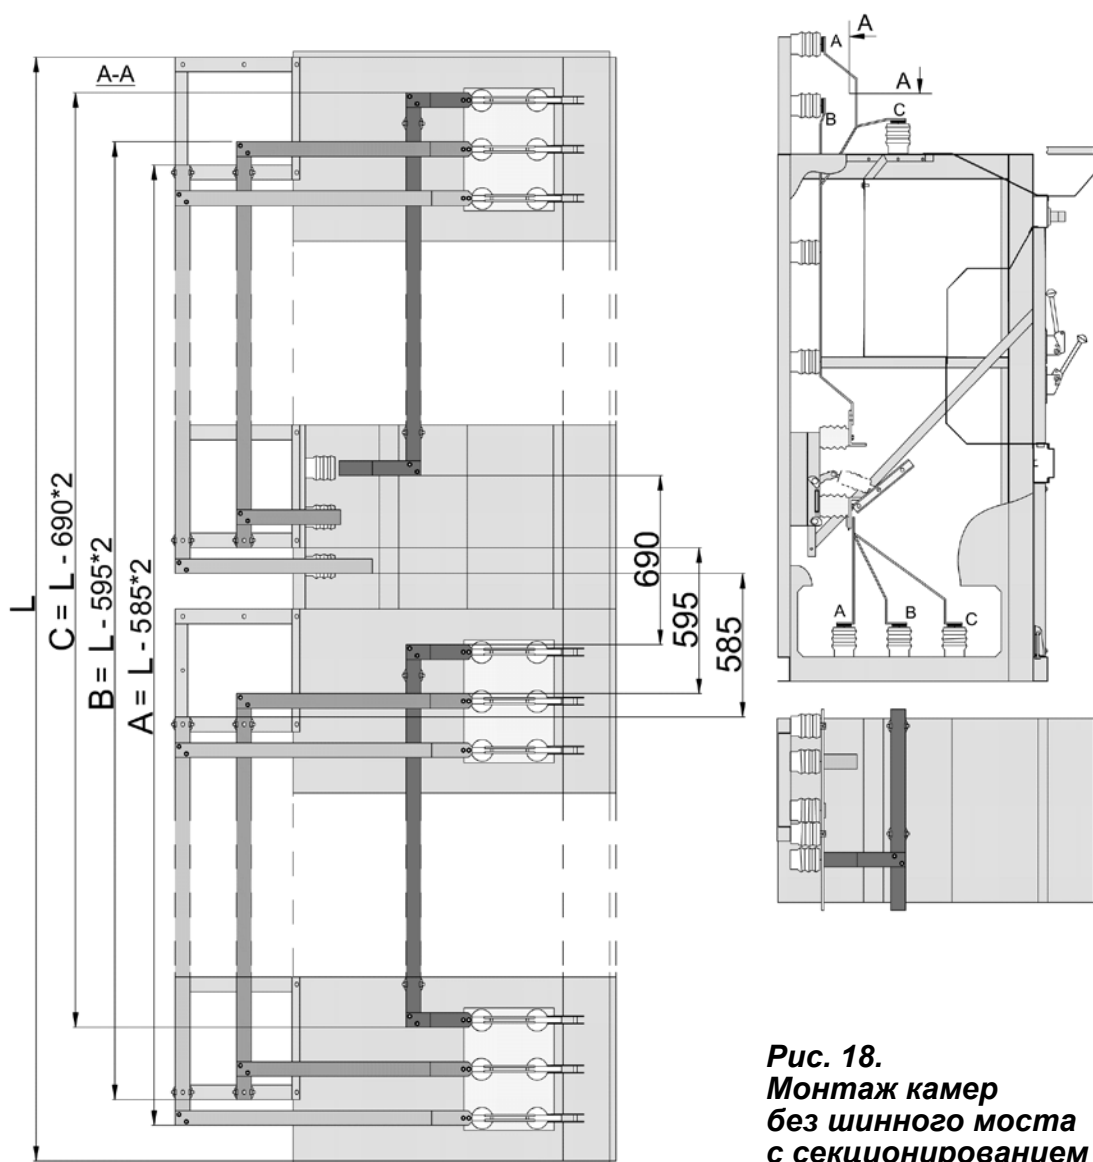 A-A
L
C = L - 690*2
B = L - 595*2
A = L - 585*2
690
595
585
A
A
A
B
C
A
B
C
Рис. 18.
Монтаж камер
без шинного моста
с секционированием